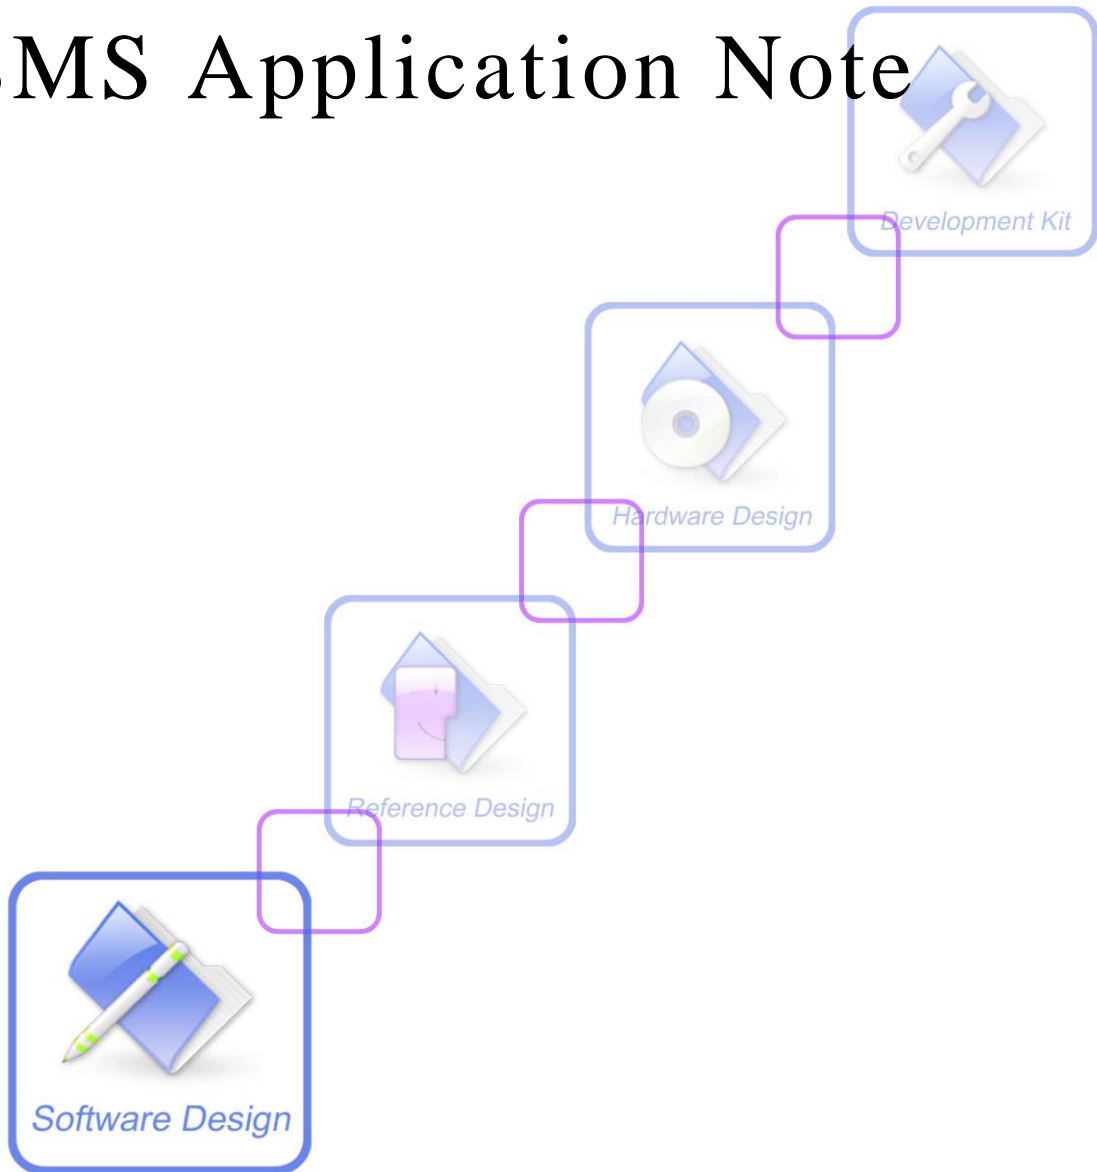 MS Application Note
Development Kit
Hardware Design
Reference Design
Software Design